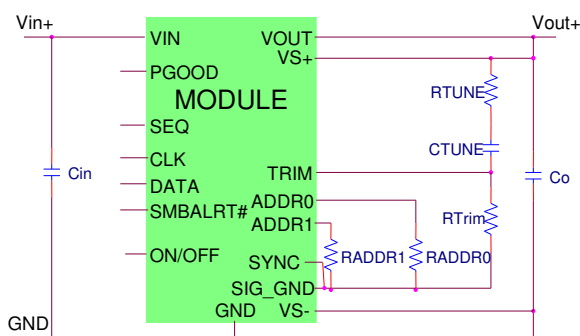 Vin+
Vout+
VIN
VOUT
VS+
PGOOD
RTUNE
MODULE
SEQ
CTUNE
CLK
TRIM
Cin
Co
DATA
ADDR0
SMBALRT#
ADDR1
RTrim
ON/OFF
SYNC
RADDR1
RADDR0
SIG_GND
GND
GND
VS-